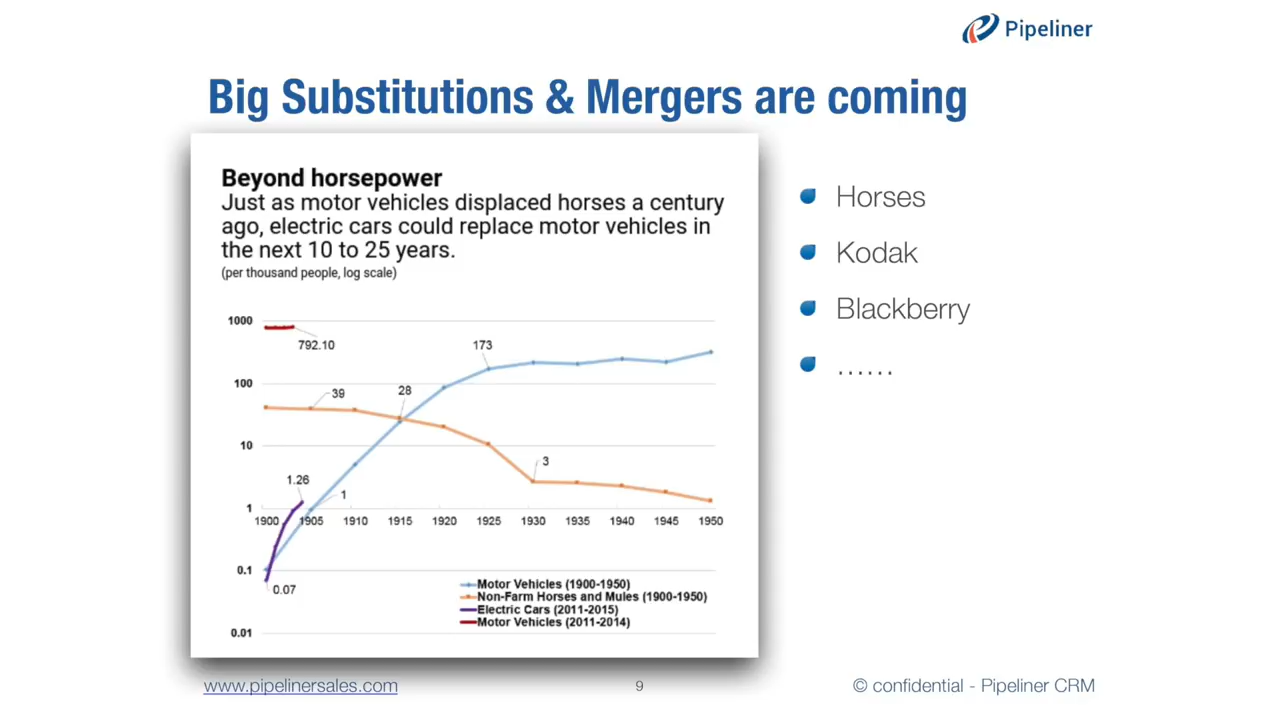 Pipeliner
Big Substitutions & Mergers are coming
Beyond horsepower
Just as motor vehicles displaced horses a century
ago, electric cars could replace motor vehicles in
the next 10 to 25 years.
(per thousand people, log scale)
1000
792.10
173
100
39
28
10
3
1.26
1
1
1900 1905 1910 1915 1920 1925 1930 1935 1940 1945 1950
0.1
0.07
Motor Vehicles (1900-1950)
Non-Farm Horses and Mules (1900-1950)
Electric Cars (2011-2015)
Motor Vehicles (2011-2014)
0.01
Horses
Kodak
Blackberry
......
www.pipelinersales.com
9
© confidential - Pipeliner CRM